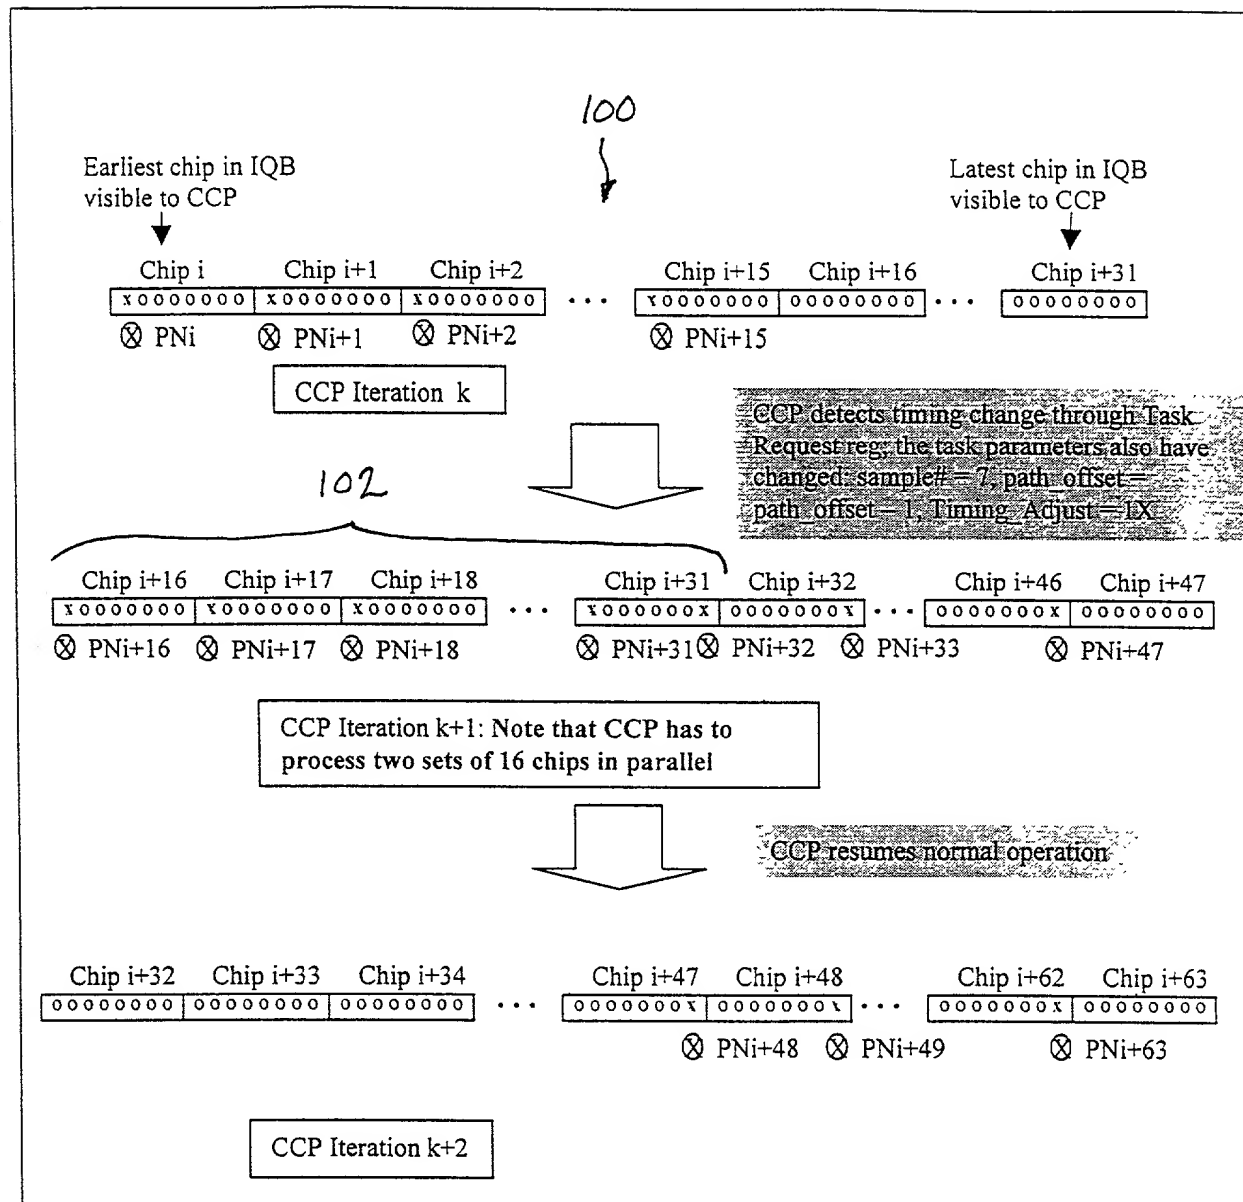 100
Earliest chip in IQB
visible to CCP
Latest chip in IQB
visible to CCP
Chip i Chip i+1 Chip i+2 Chip i+15 Chip i+16 Chip i+31
x0000000 x0000000 x0000000 ... x0000000 00000000 ... 00000000
⊗ PNi ⊗ PNi+1 ⊗ PNi+2 ⊗ PNi+15
CCP Iteration k
CCP detects timing change through Task
Request reg; the task parameters also have
changed: sample# = 7, path_offset =
path_offset – 1, Timing_Adjust = 1X
102
Chip i+16 Chip i+17 Chip i+18 Chip i+31 Chip i+32 Chip i+46 Chip i+47
x0000000 x0000000 x0000000 ... x000000x 0000000x ... 0000000x 00000000
⊗ PNi+16 ⊗ PNi+17 ⊗ PNi+18 ⊗ PNi+31 ⊗ PNi+32 ⊗ PNi+33 ⊗ PNi+47
CCP Iteration k+1: Note that CCP has to
process two sets of 16 chips in parallel
CCP resumes normal operation
Chip i+32 Chip i+33 Chip i+34 Chip i+47 Chip i+48 Chip i+62 Chip i+63
00000000 00000000 00000000 ... 0000000x 0000000x ... 0000000x 00000000
⊗ PNi+48 ⊗ PNi+49 ⊗ PNi+63
CCP Iteration k+2